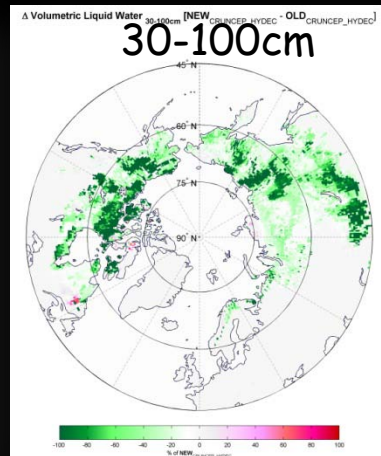 Δ Volumetric Liquid Water 30-100cm [NEW CRUNCEP_HYDEC - OLD CRUNCEP_HYDEC]
30-100cm
45° N
60° N
75° N
90° N
-100 -80 -60 -40 -20 0 20 40 60 80 100
% of NEW CRUNCEP_HYDEC